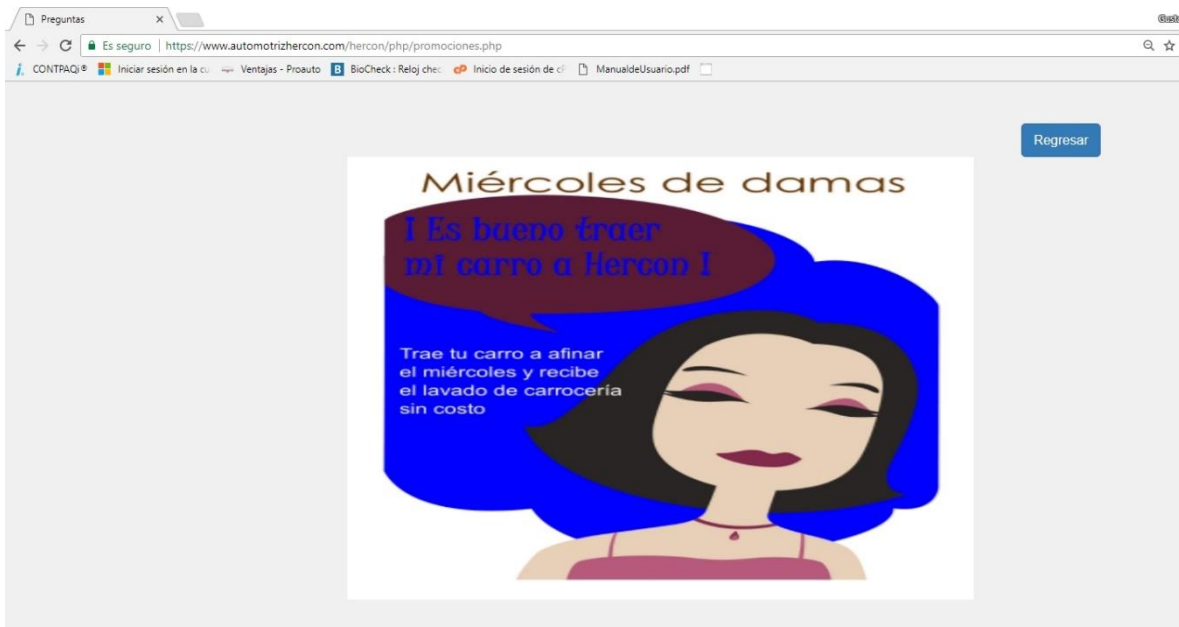 Preguntas
Es seguro | https://www.automotrizhercon.com/hercon/php/promociones.php
CONTPAQi® Iniciar sesión en la cu Ventajas - Proauto BioCheck : Reloj chec cP Inicio de sesión de cP ManualdeUsuario.pdf
Regresar
Miércoles de damas
¡ Es bueno traer
mi carro a Hercon !
Trae tu carro a afinar
el miércoles y recibe
el lavado de carrocería
sin costo